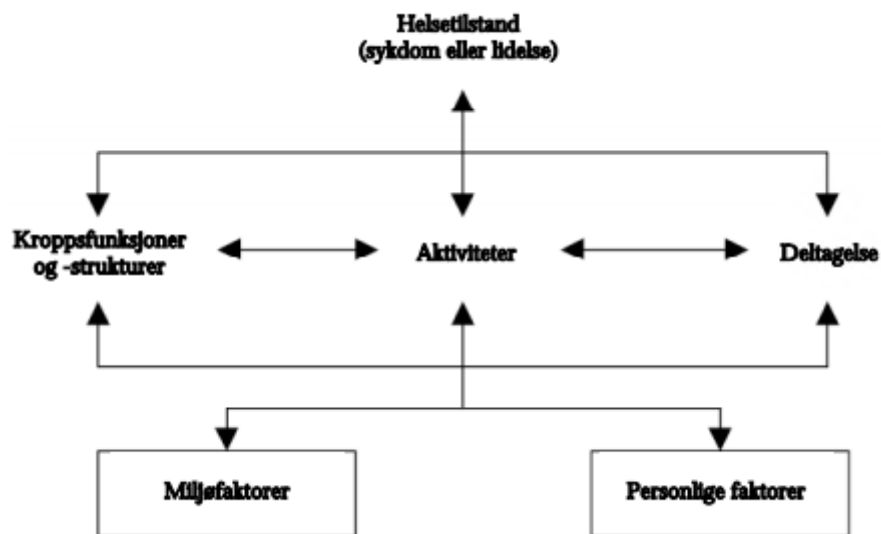 Helsetilstand
(sykdom eller lidelse)
Kroppsfunksjoner
og -strukturer
Aktiviteter
Deltagelse
Miljøfaktorer
Personlige faktorer